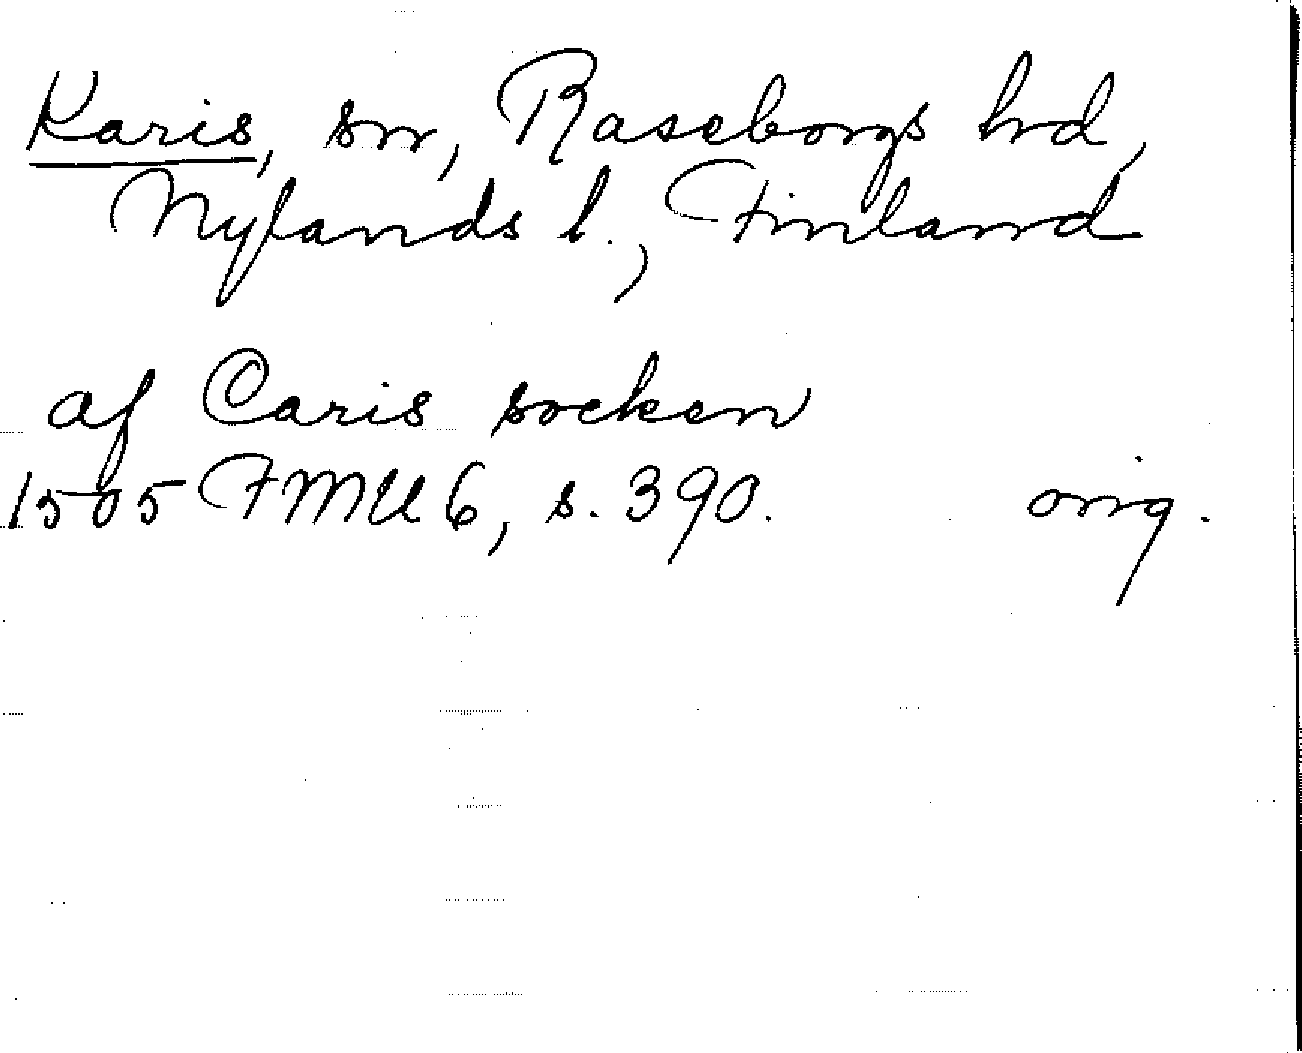 Karis, sn, Raseborgs hd,
Nylands l., Finland
af Caris socken
1505 FMU 6, s. 390. orig.